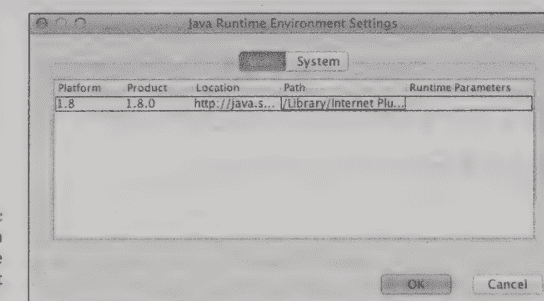 Java Runtime Environment Settings
System
Platform Product Location Path Runtime Parameters
1.8 1.8.0 http://java.s... /Library/Internet Plu...
OK Cancel